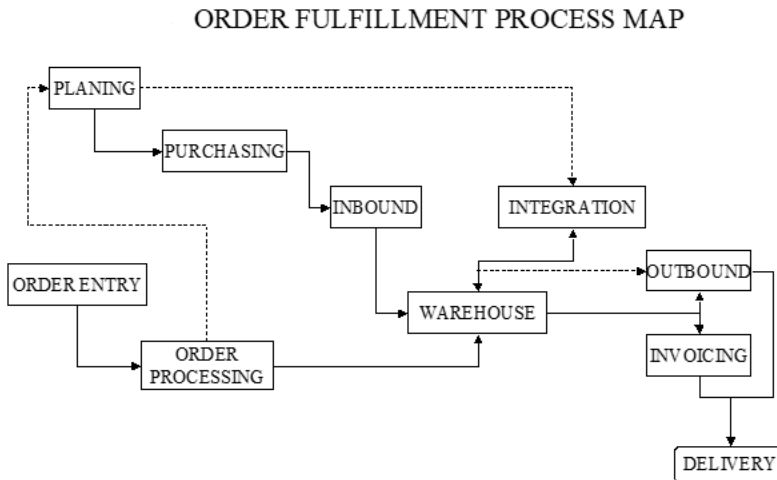 ORDER FULFILLMENT PROCESS MAP
PLANING
PURCHASING
INBOUND
INTEGRATION
ORDER ENTRY
OUTBOUND
WAREHOUSE
ORDER
PROCESSING
INVOICING
DELIVERY